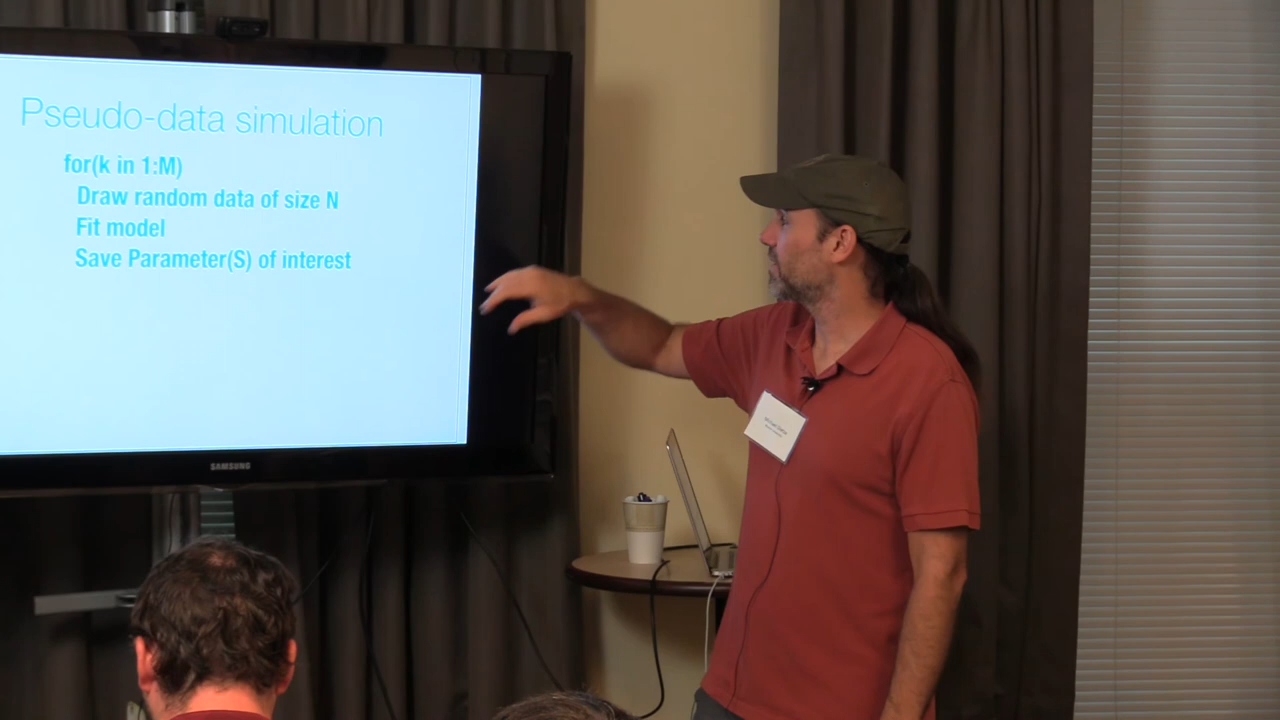 Pseudo-data simulation
for(k in 1:M)
Draw random data of size N
Fit model
Save Parameter(S) of interest
SAMSUNG